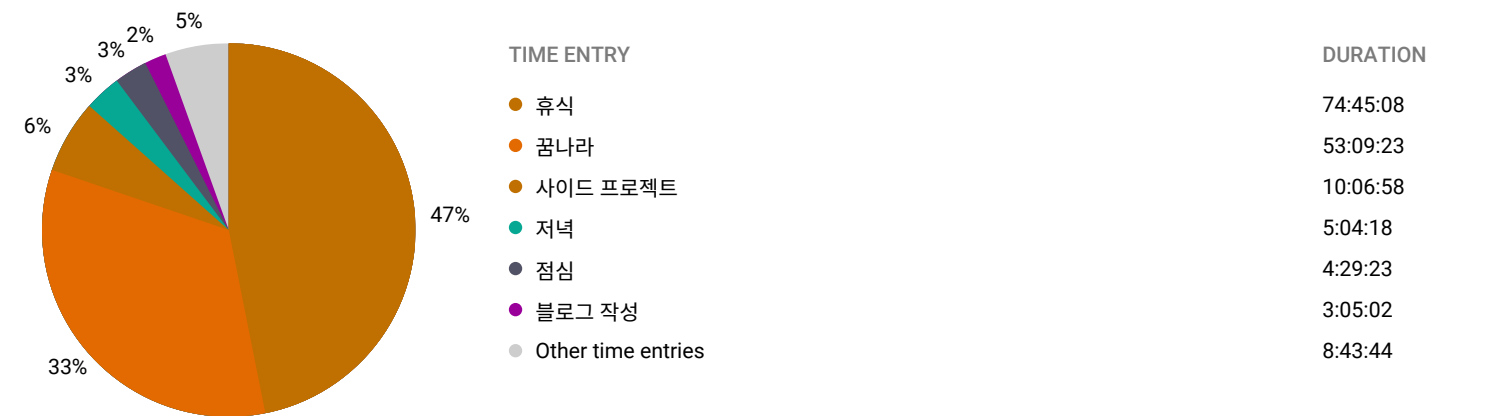 5%
2%
3%
3%
6%
47%
33%
TIME ENTRY DURATION
휴식 74:45:08
꿈나라 53:09:23
사이드 프로젝트 10:06:58
저녁 5:04:18
점심 4:29:23
블로그 작성 3:05:02
Other time entries 8:43:44